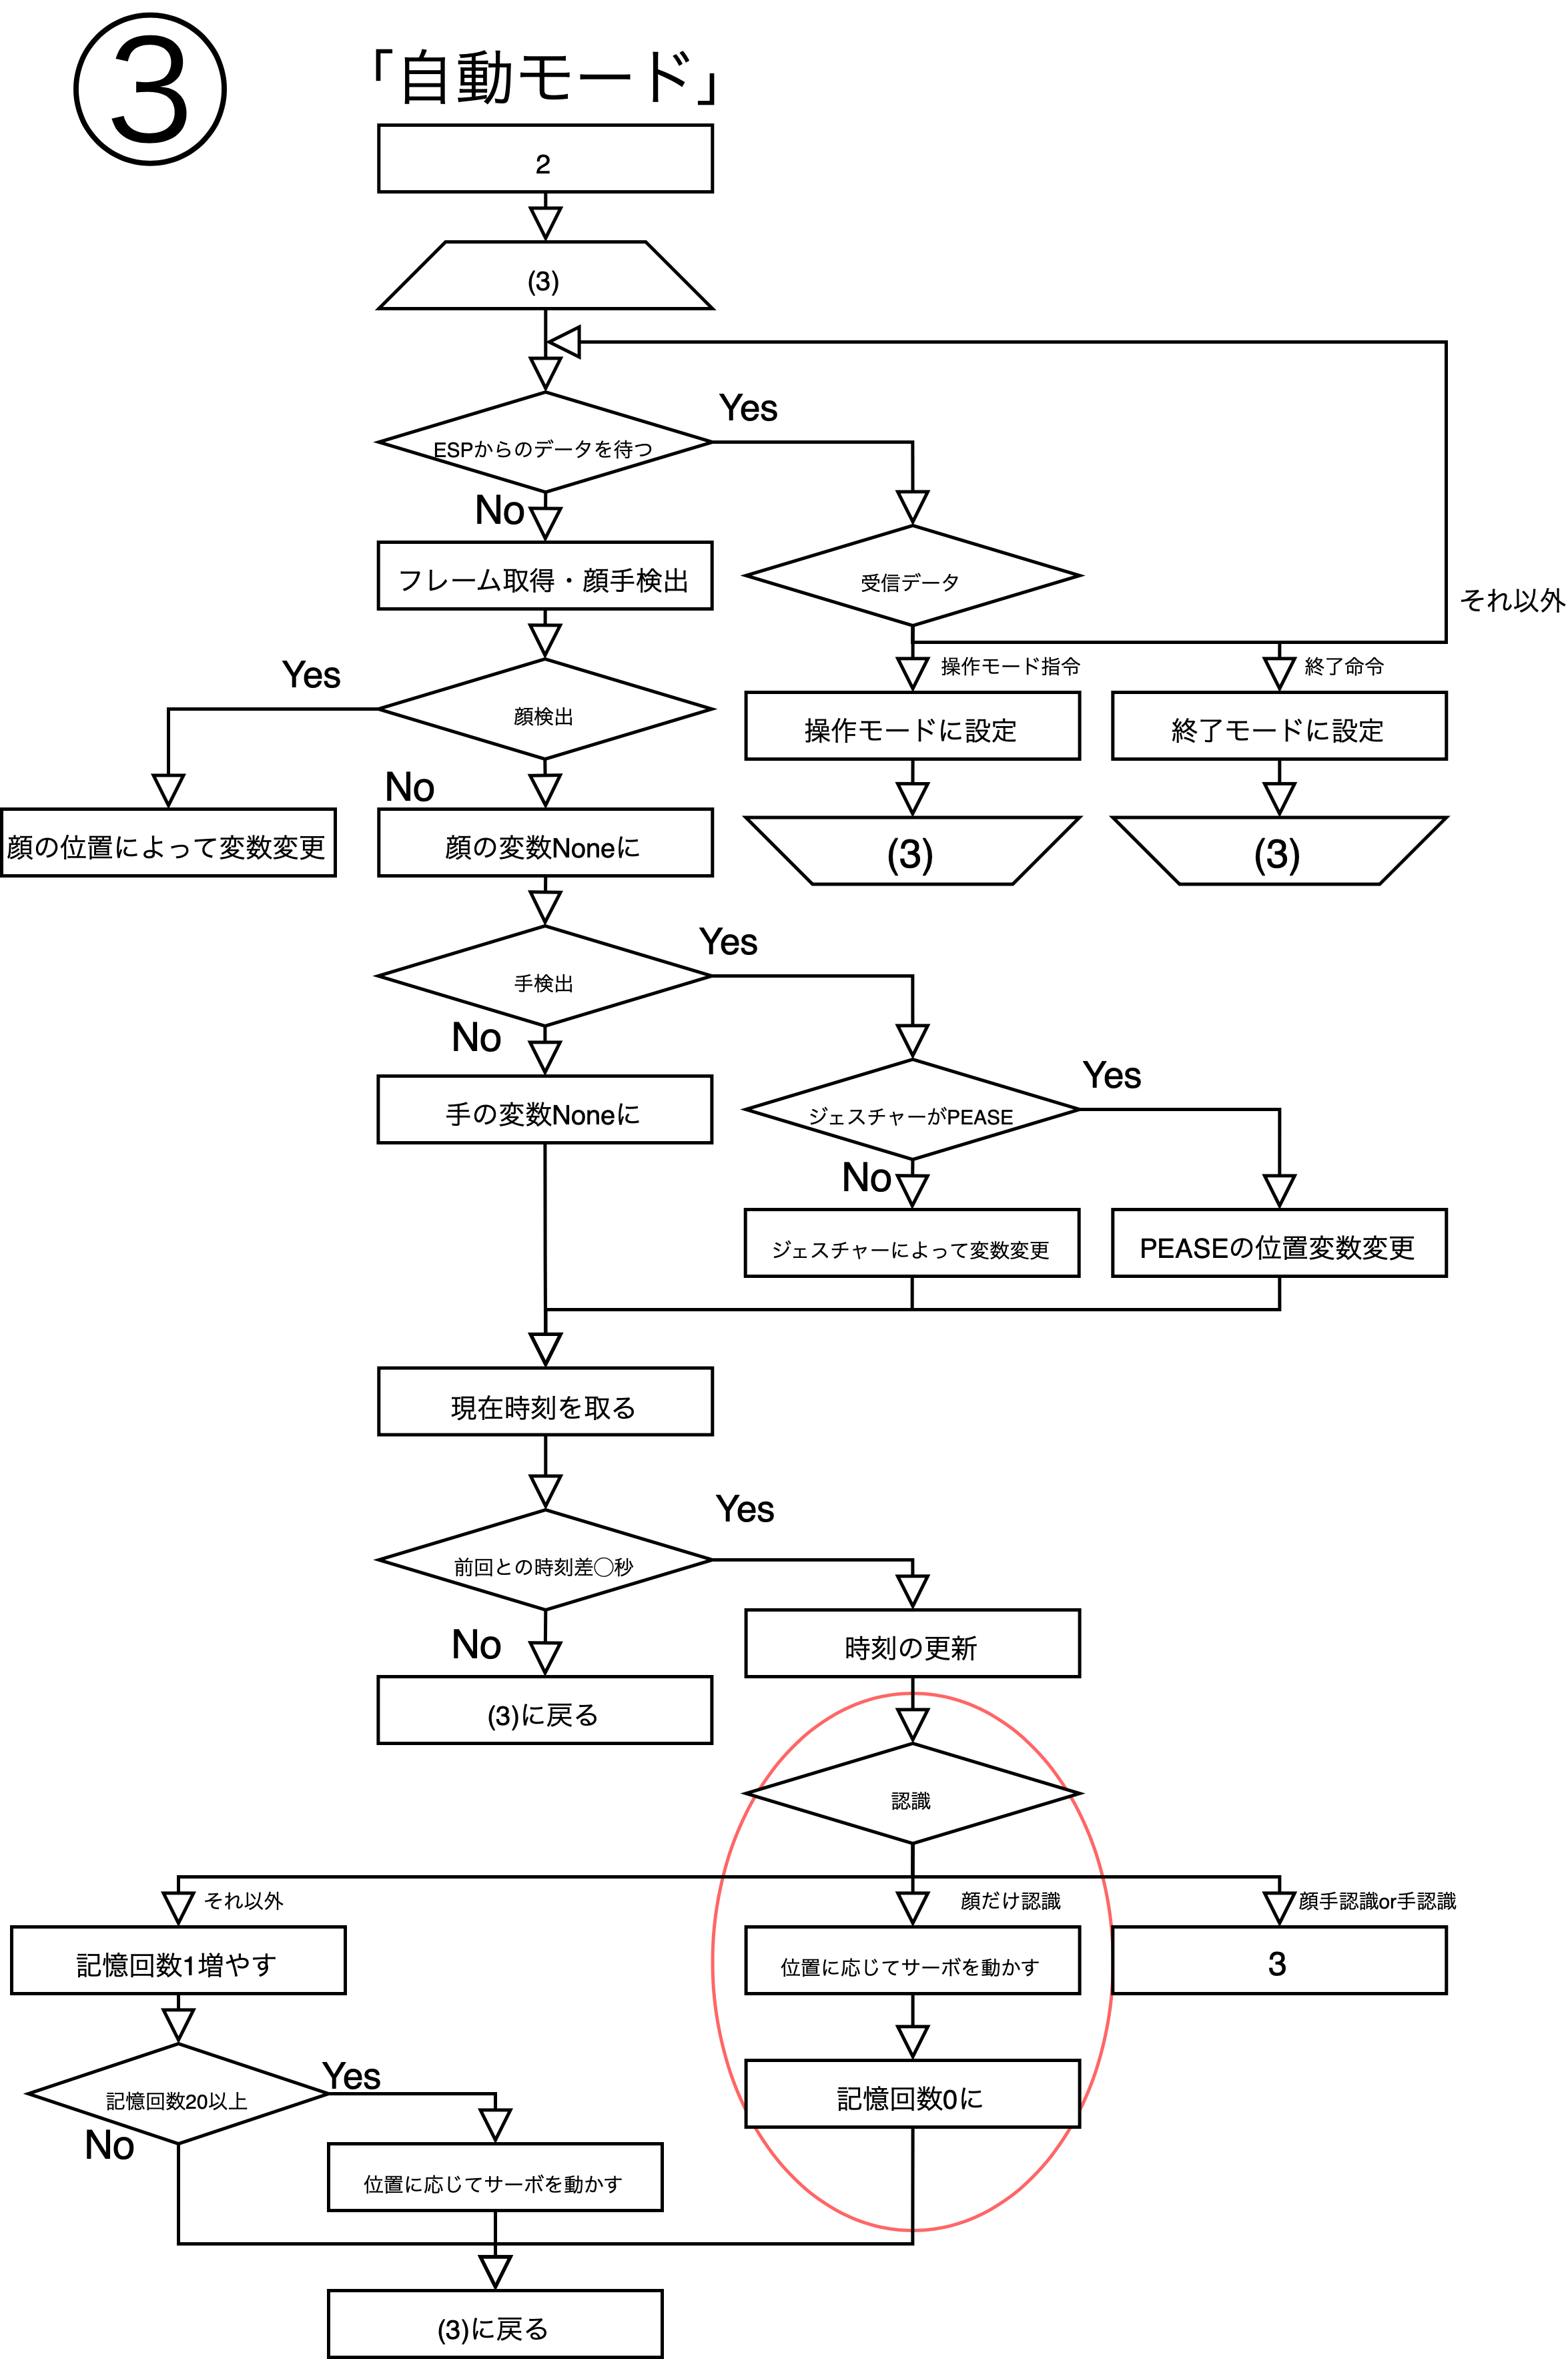 ③
「自動モード」
2
(3)
Yes
ESPからのデータを待つ
No
フレーム取得・顔手検出
受信データ
それ以外
Yes
顔検出
操作モード指令
終了命令
操作モードに設定
終了モードに設定
No
顔の位置によって変数変更
顔の変数Noneに
(3)
(3)
Yes
手検出
No
Yes
手の変数Noneに
ジェスチャーがPEASE
No
ジェスチャーによって変数変更
PEASEの位置変数変更
現在時刻を取る
Yes
前回との時刻差◯秒
No
時刻の更新
(3)に戻る
認識
それ以外
顔だけ認識
顔手認識or手認識
記憶回数1増やす
位置に応じてサーボを動かす
3
Yes
記憶回数20以上
記憶回数0に
No
位置に応じてサーボを動かす
(3)に戻る